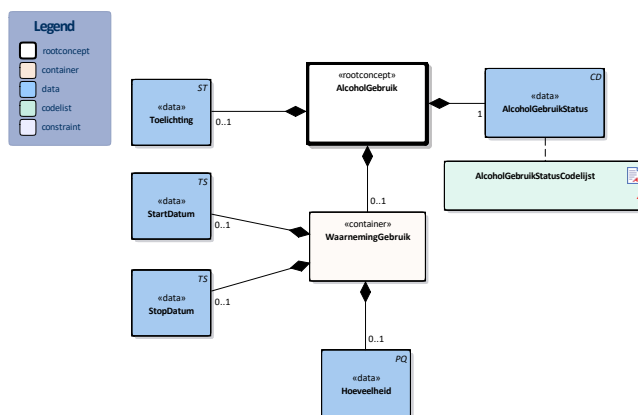 Legend
rootconcept
container
data
codelist
constraint
ST
«data»
Toelichting
0..1
«rootconcept»
AlcoholGebruik
CD
«data»
AlcoholGebruikStatus
1
AlcoholGebruikStatusCodelijst
0..1
TS
«data»
StartDatum
0..1
«container»
WaarnemingGebruik
TS
«data»
StopDatum
0..1
0..1
PQ
«data»
Hoeveelheid